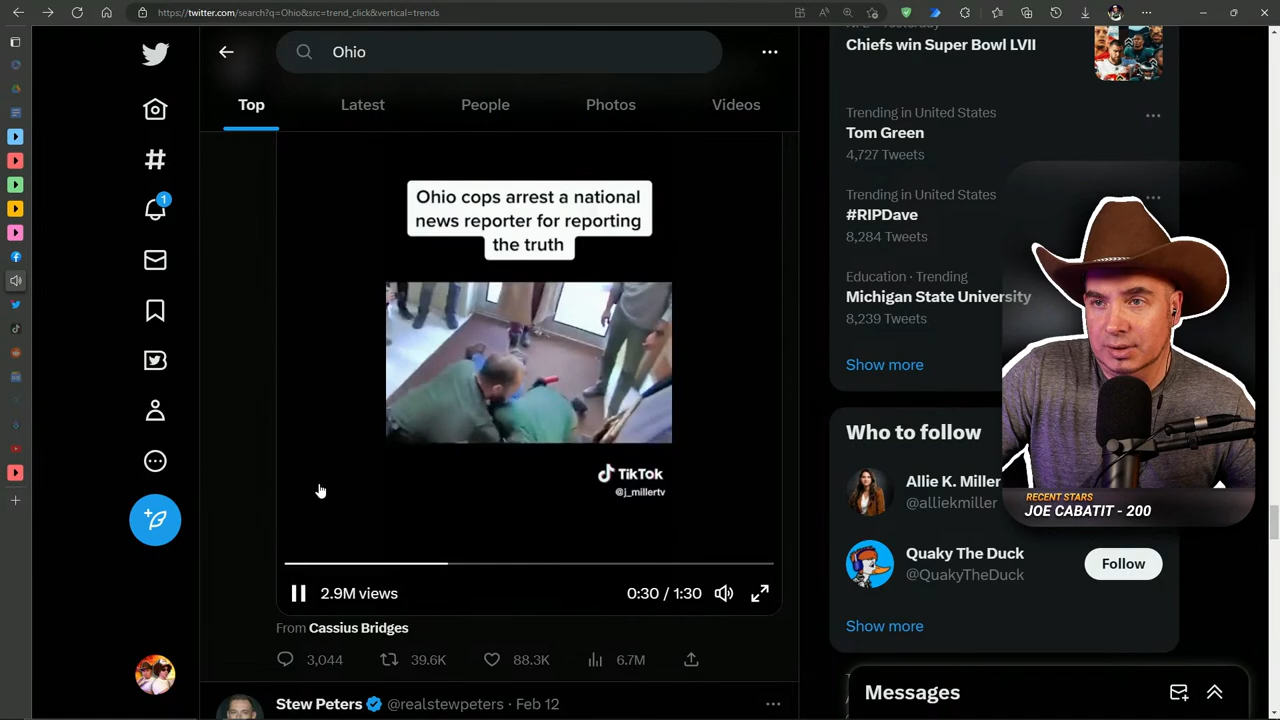 https://twitter.com/search?q=Ohio&src=trend_click&vertical=trends
Ohio
Top
Latest
People
Photos
Videos
Ohio cops arrest a national
news reporter for reporting
the truth
TikTok
@j_millertv
2.9M views
0:30 / 1:30
From Cassius Bridges
3,044
39.6K
88.3K
6.7M
Stew Peters @realstewpeters · Feb 12
1
Chiefs win Super Bowl LVII
Trending in United States
Tom Green
4,727 Tweets
Trending in United States
#RIPDave
8,284 Tweets
Education · Trending
Michigan State University
8,239 Tweets
Show more
Who to follow
Allie K. Miller
@alliekmiller
Quaky The Duck
@QuakyTheDuck
Follow
Show more
Messages
RECENT STARS
JOE CABATIT - 200